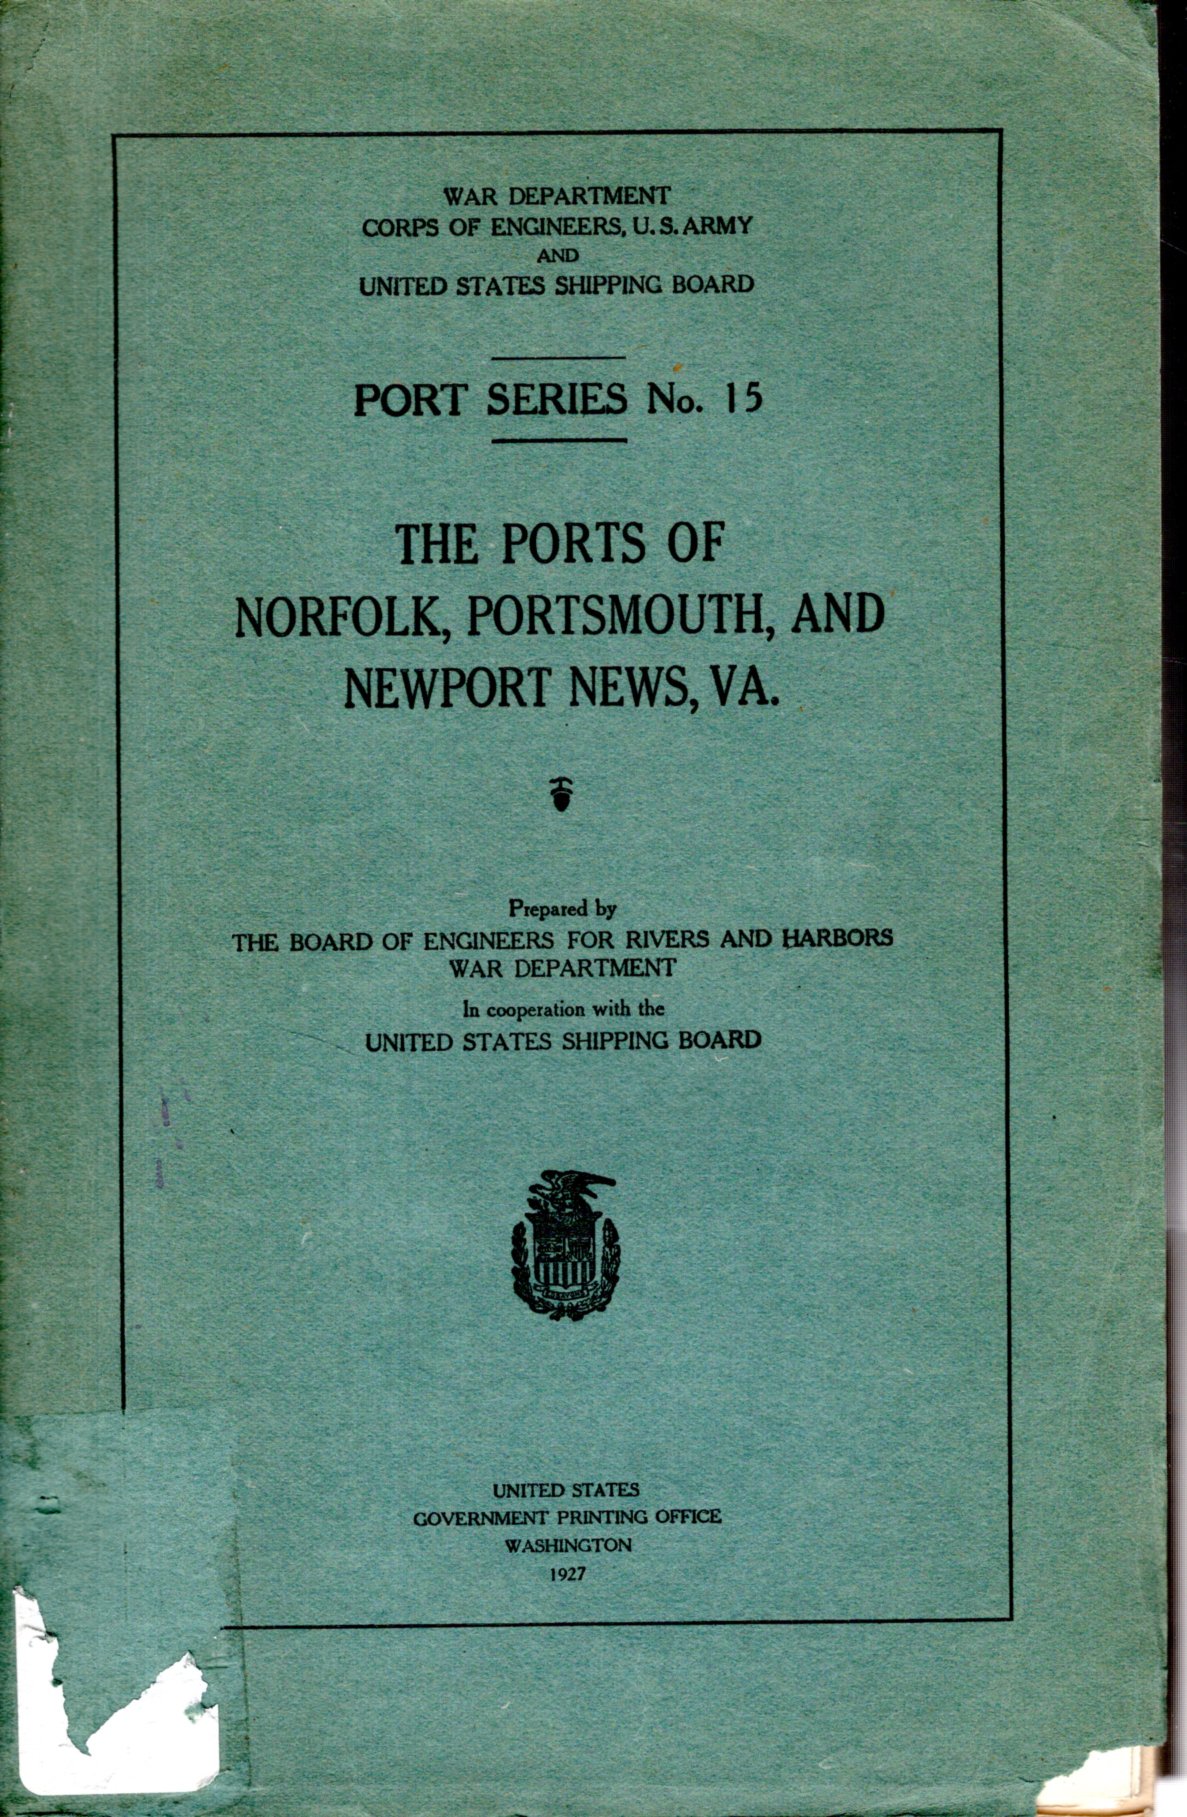 WAR DEPARTMENT
CORPS OF ENGINEERS, U. S. ARMY
AND
UNITED STATES SHIPPING BOARD
PORT SERIES No. 15
THE PORTS OF
NORFOLK, PORTSMOUTH, AND
NEWPORT NEWS, VA.
Prepared by
THE BOARD OF ENGINEERS FOR RIVERS AND HARBORS
WAR DEPARTMENT
In cooperation with the
UNITED STATES SHIPPING BOARD
UNITED STATES
GOVERNMENT PRINTING OFFICE
WASHINGTON
1927